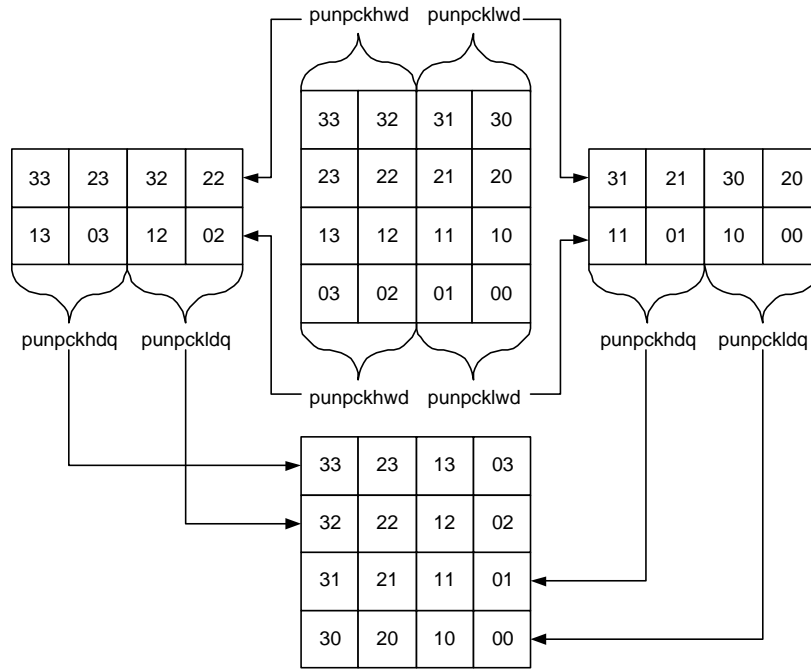 punpckhwd punpcklwd
33 32 31 30
23 22 21 20
13 12 11 10
03 02 01 00
33 23 32 22
13 03 12 02
31 21 30 20
11 01 10 00
punpckhdq punpckldq
punpckhdq punpckldq
punpckhwd punpcklwd
33 23 13 03
32 22 12 02
31 21 11 01
30 20 10 00